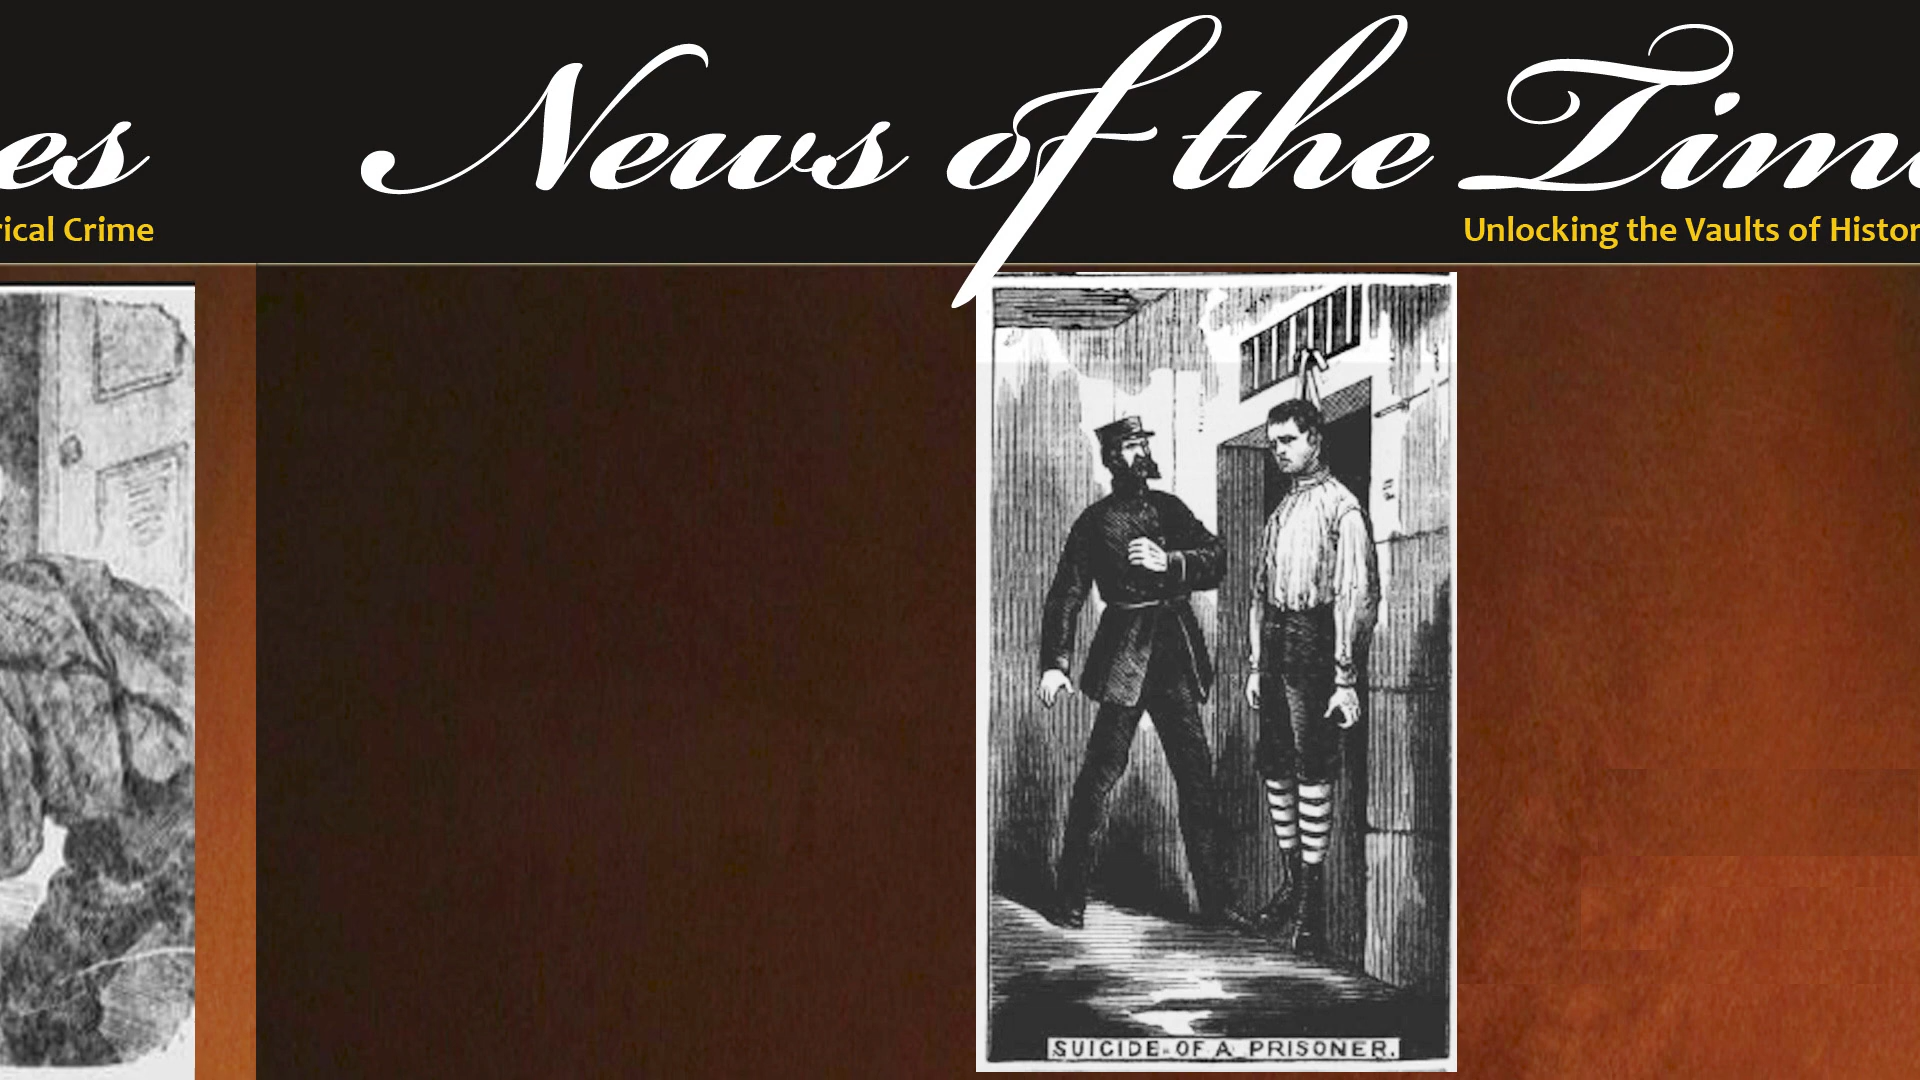 es
News of the Tim
rical Crime
Unlocking the Vaults of Histor
SUICIDE OF A PRISONER.